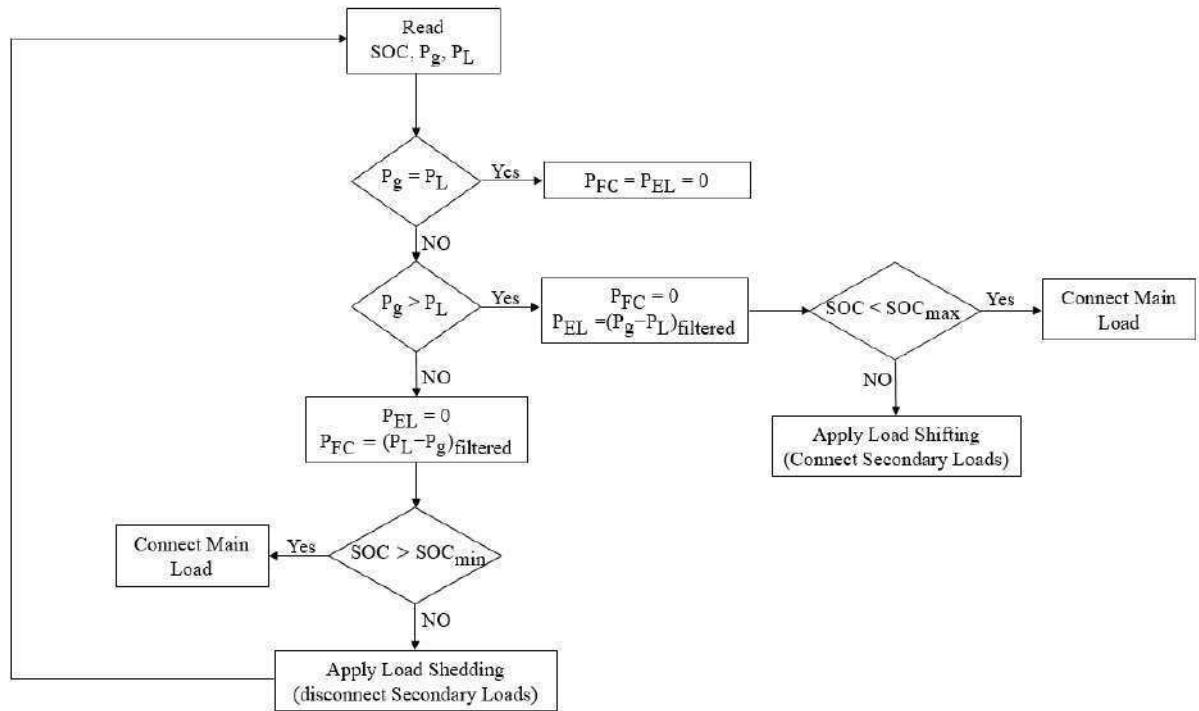 Read
SOC, Pg, PL
Pg = PL
Yes
PFC = PEL = 0
NO
Pg > PL
Yes
PFC = 0
PEL =(Pg−PL)filtered
SOC < SOCmax
Yes
Connect Main
Load
NO
Apply Load Shifting
(Connect Secondary Loads)
NO
PEL = 0
PFC = (PL−Pg)filtered
SOC > SOCmin
Yes
Connect Main
Load
NO
Apply Load Shedding
(disconnect Secondary Loads)